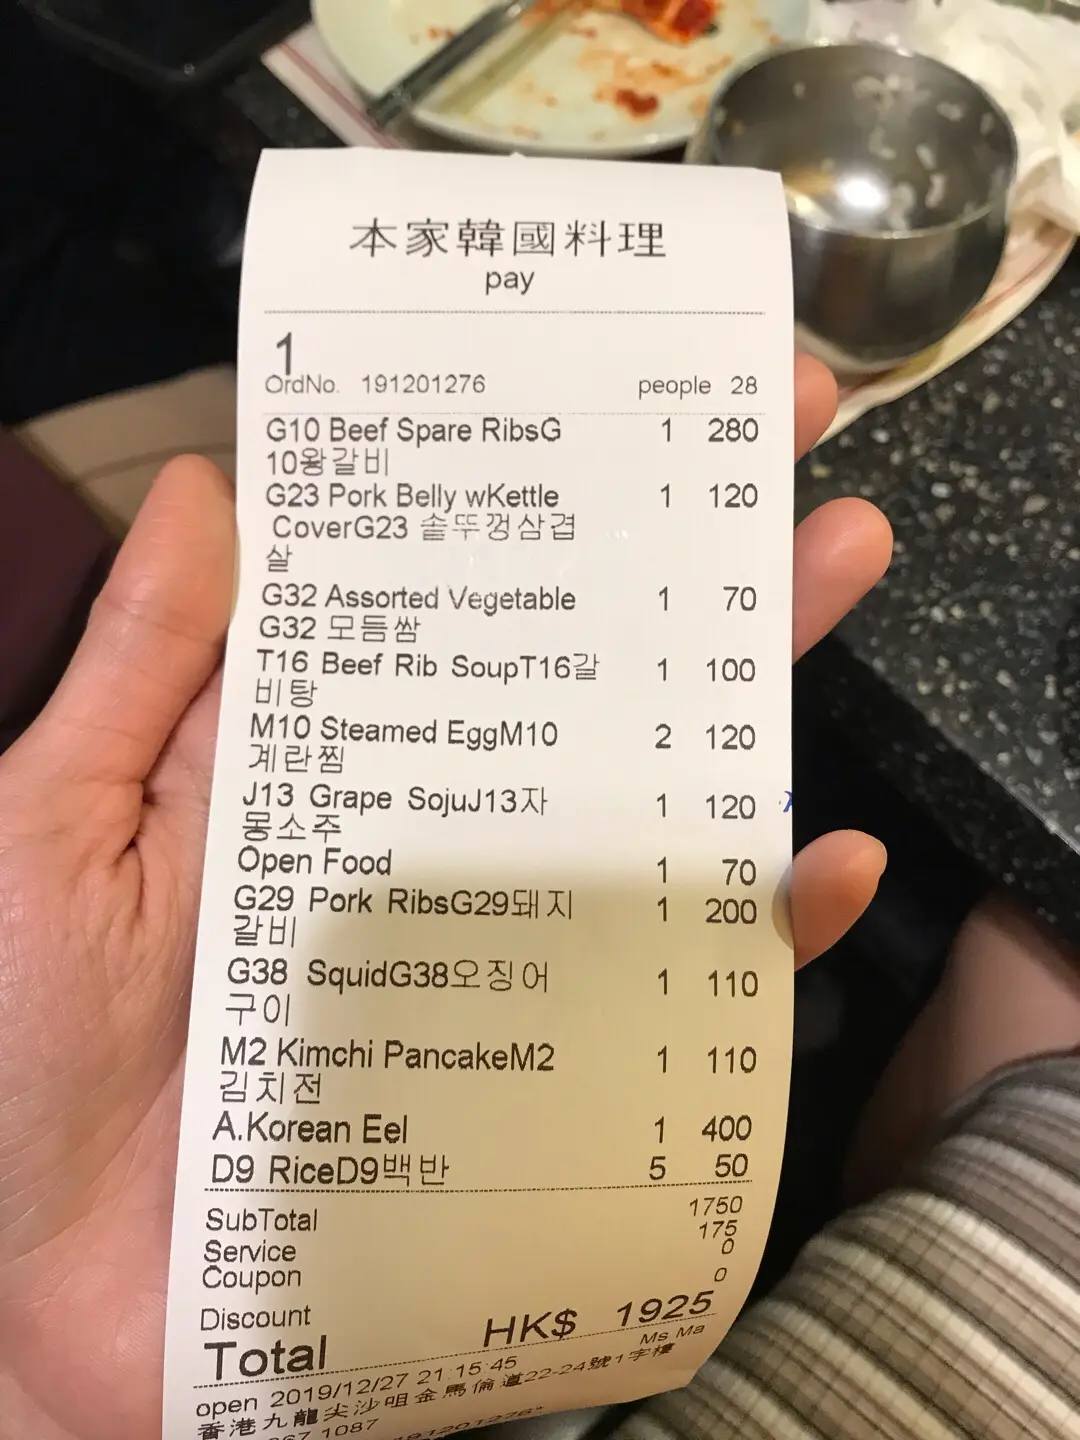 本家韓國料理
pay
1
OrdNo. 191201276 people 28
G10 Beef Spare RibsG 1 280
10왕갈비
G23 Pork Belly wKettle 1 120
CoverG23 솥뚜껑삼겹
살
G32 Assorted Vegetable 1 70
G32 모듬쌈
T16 Beef Rib SoupT16갈 1 100
비탕
M10 Steamed EggM10 2 120
계란찜
J13 Grape SojuJ13자 1 120
몽소주
Open Food 1 70
G29 Pork RibsG29돼지 1 200
갈비
G38 SquidG38오징어 1 110
구이
M2 Kimchi PancakeM2 1 110
김치전
A.Korean Eel 1 400
D9 RiceD9백반 5 50
SubTotal 1750
Service 175
Coupon 0
Discount 0
Total HK$ 1925
open 2019/12/27 21:15:45 Ms Ma
香港九龍尖沙咀金馬倫道22-24號1字樓
1087